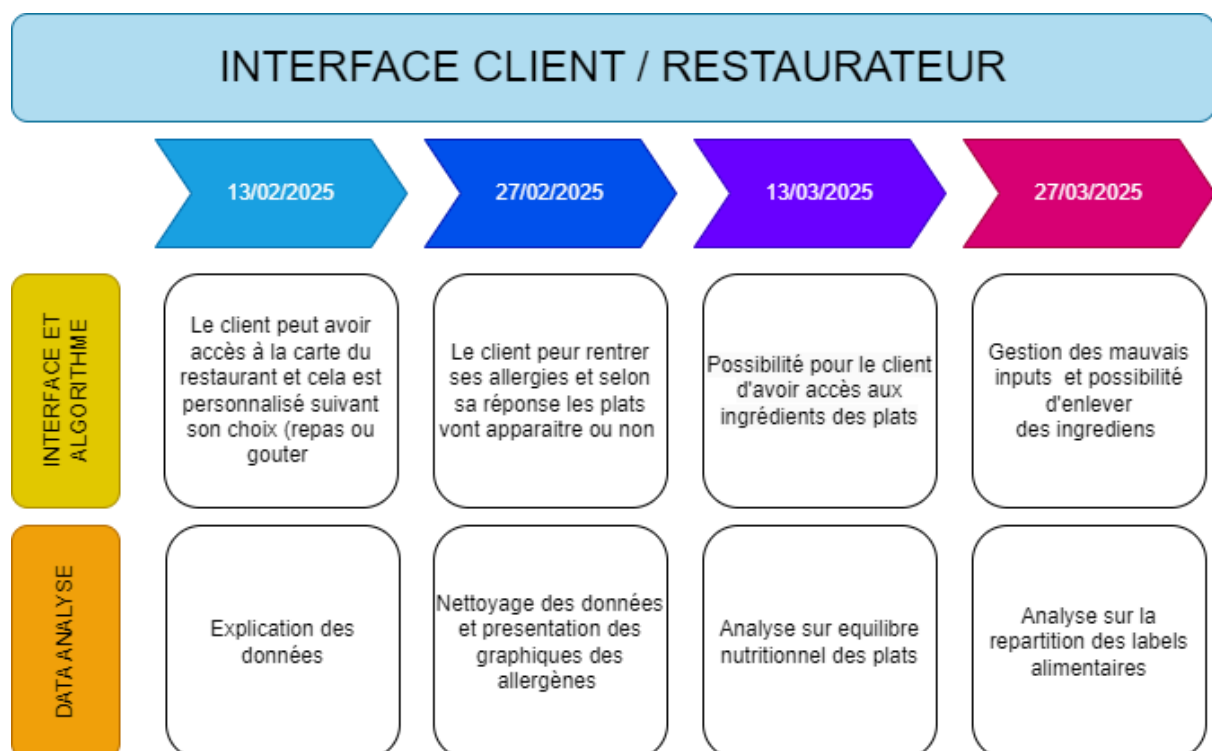 INTERFACE CLIENT / RESTAURATEUR
13/02/2025
27/02/2025
13/03/2025
27/03/2025
INTERFACE ET
ALGORITHME
Le client peut avoir
accès à la carte du
restaurant et cela est
personnalisé suivant
son choix (repas ou
gouter
Le client peur rentrer
ses allergies et selon
sa réponse les plats
vont apparaitre ou non
Possibilité pour le client
d'avoir accès aux
ingrédients des plats
Gestion des mauvais
inputs et possibilité
d'enlever
des ingrediens
DATA ANALYSE
Explication des
données
Nettoyage des données
et presentation des
graphiques des
allergènes
Analyse sur equilibre
nutritionnel des plats
Analyse sur la
repartition des labels
alimentaires